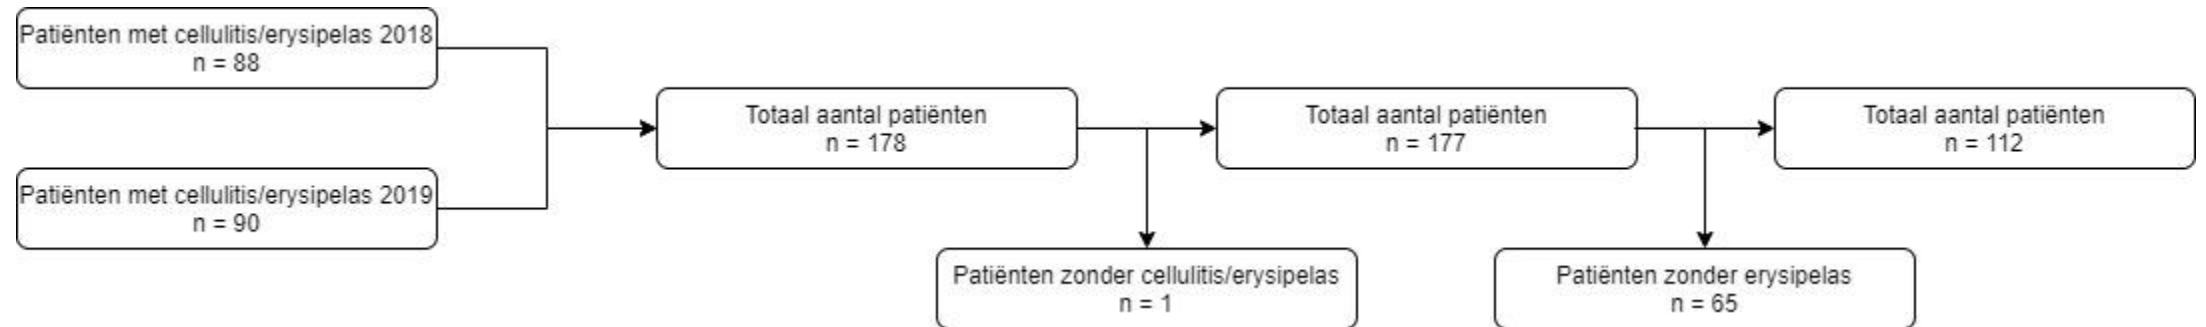 Patiënten met cellulitis/erysipelas 2018
n = 88
Patiënten met cellulitis/erysipelas 2019
n = 90
Totaal aantal patiënten
n = 178
Totaal aantal patiënten
n = 177
Totaal aantal patiënten
n = 112
Patiënten zonder cellulitis/erysipelas
n = 1
Patiënten zonder erysipelas
n = 65